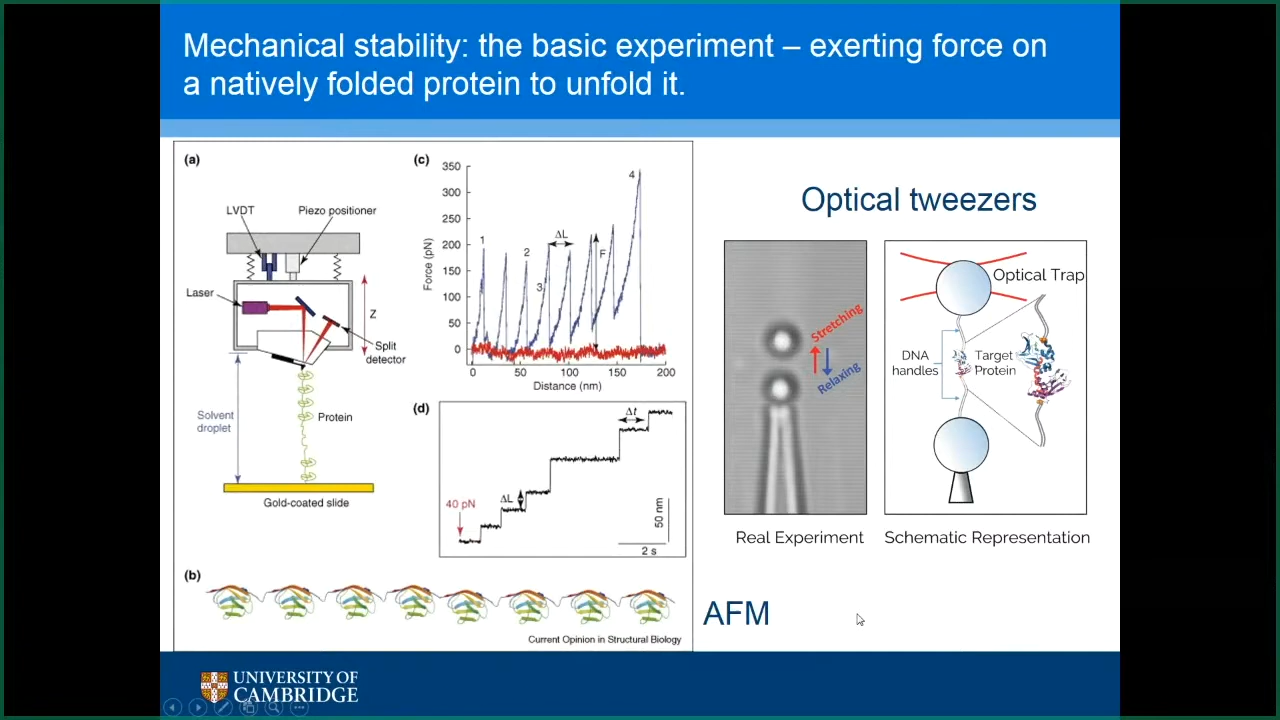 Mechanical stability: the basic experiment – exerting force on
a natively folded protein to unfold it.
(a)
LVDT
Piezo positioner
Laser
Z
Split
detector
Solvent
droplet
Protein
Gold-coated slide
(c)
Force (pN)
350
300
250
200
150
100
50
0
1
2
3
4
ΔL
F
0
50
100
150
200
Distance (nm)
(d)
40 pN
ΔL
Δt
50 nm
2 s
(b)
Current Opinion in Structural Biology
Optical tweezers
Stretching
Relaxing
Real Experiment
Optical Trap
DNA
handles
Target
Protein
Schematic Representation
AFM
UNIVERSITY OF
CAMBRIDGE